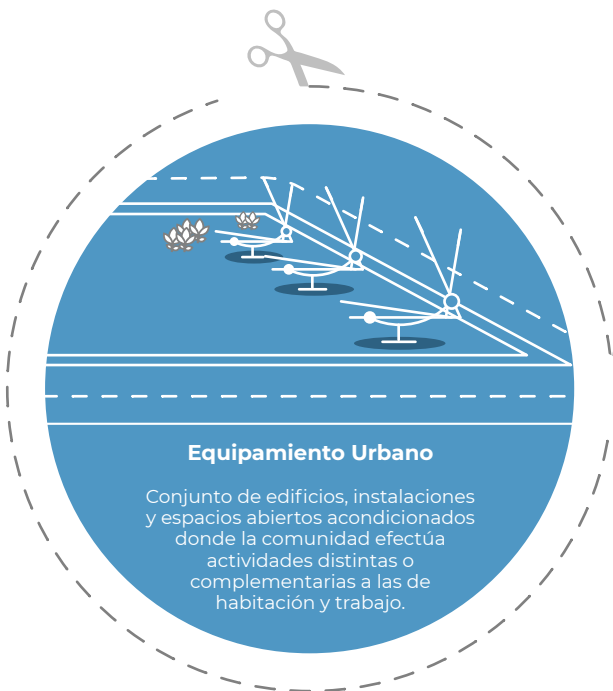 Equipamiento Urbano
Conjunto de edificios, instalaciones
y espacios abiertos acondicionados
donde la comunidad efectúa
actividades distintas o
complementarias a las de
habitación y trabajo.